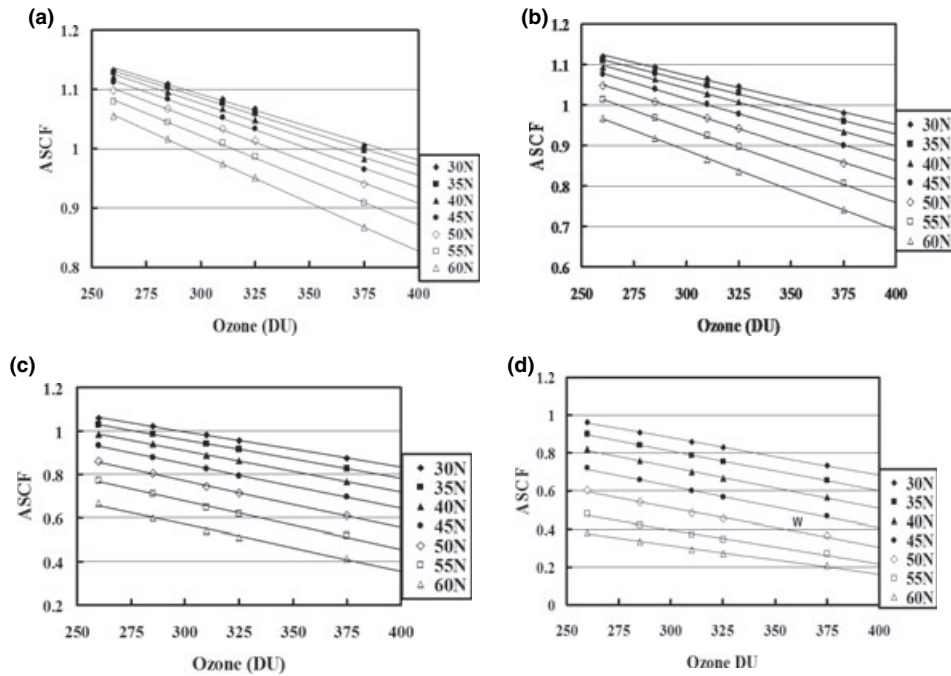 (a)
1.2
1.1
1
0.9
0.8
ASCF
250 275 300 325 350 375 400
Ozone (DU)
30N
35N
40N
45N
50N
55N
60N
(b)
1.2
1.1
1
0.9
0.8
0.7
0.6
ASCF
250 275 300 325 350 375 400
Ozone (DU)
30N
35N
40N
45N
50N
55N
60N
(c)
1.2
1
0.8
0.6
0.4
0.2
ASCF
250 275 300 325 350 375 400
Ozone (DU)
30N
35N
40N
45N
50N
55N
60N
(d)
1.2
1
0.8
0.6
0.4
0.2
0
ASCF
W
250 275 300 325 350 375 400
Ozone DU
30N
35N
40N
45N
50N
55N
60N